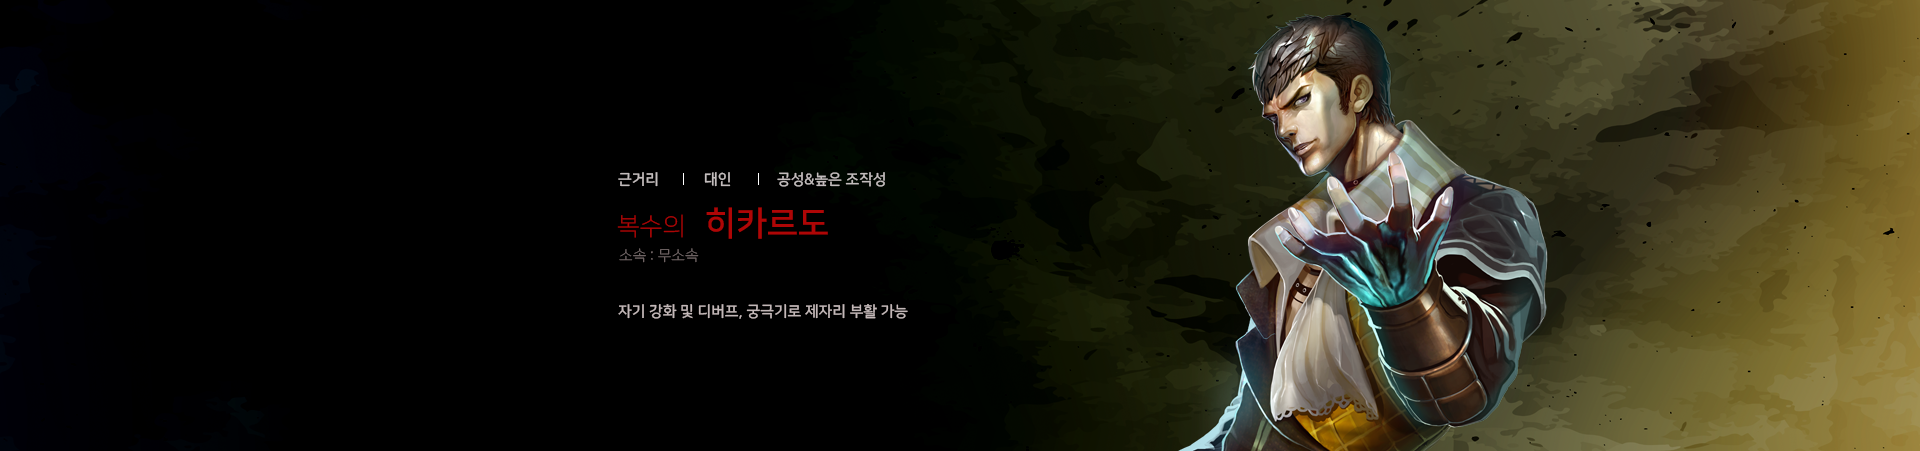 근거리 | 대인 | 공성&높은 조작성
복수의 히카르도
소속 : 무소속
자기 강화 및 디버프, 궁극기로 제자리 부활 가능